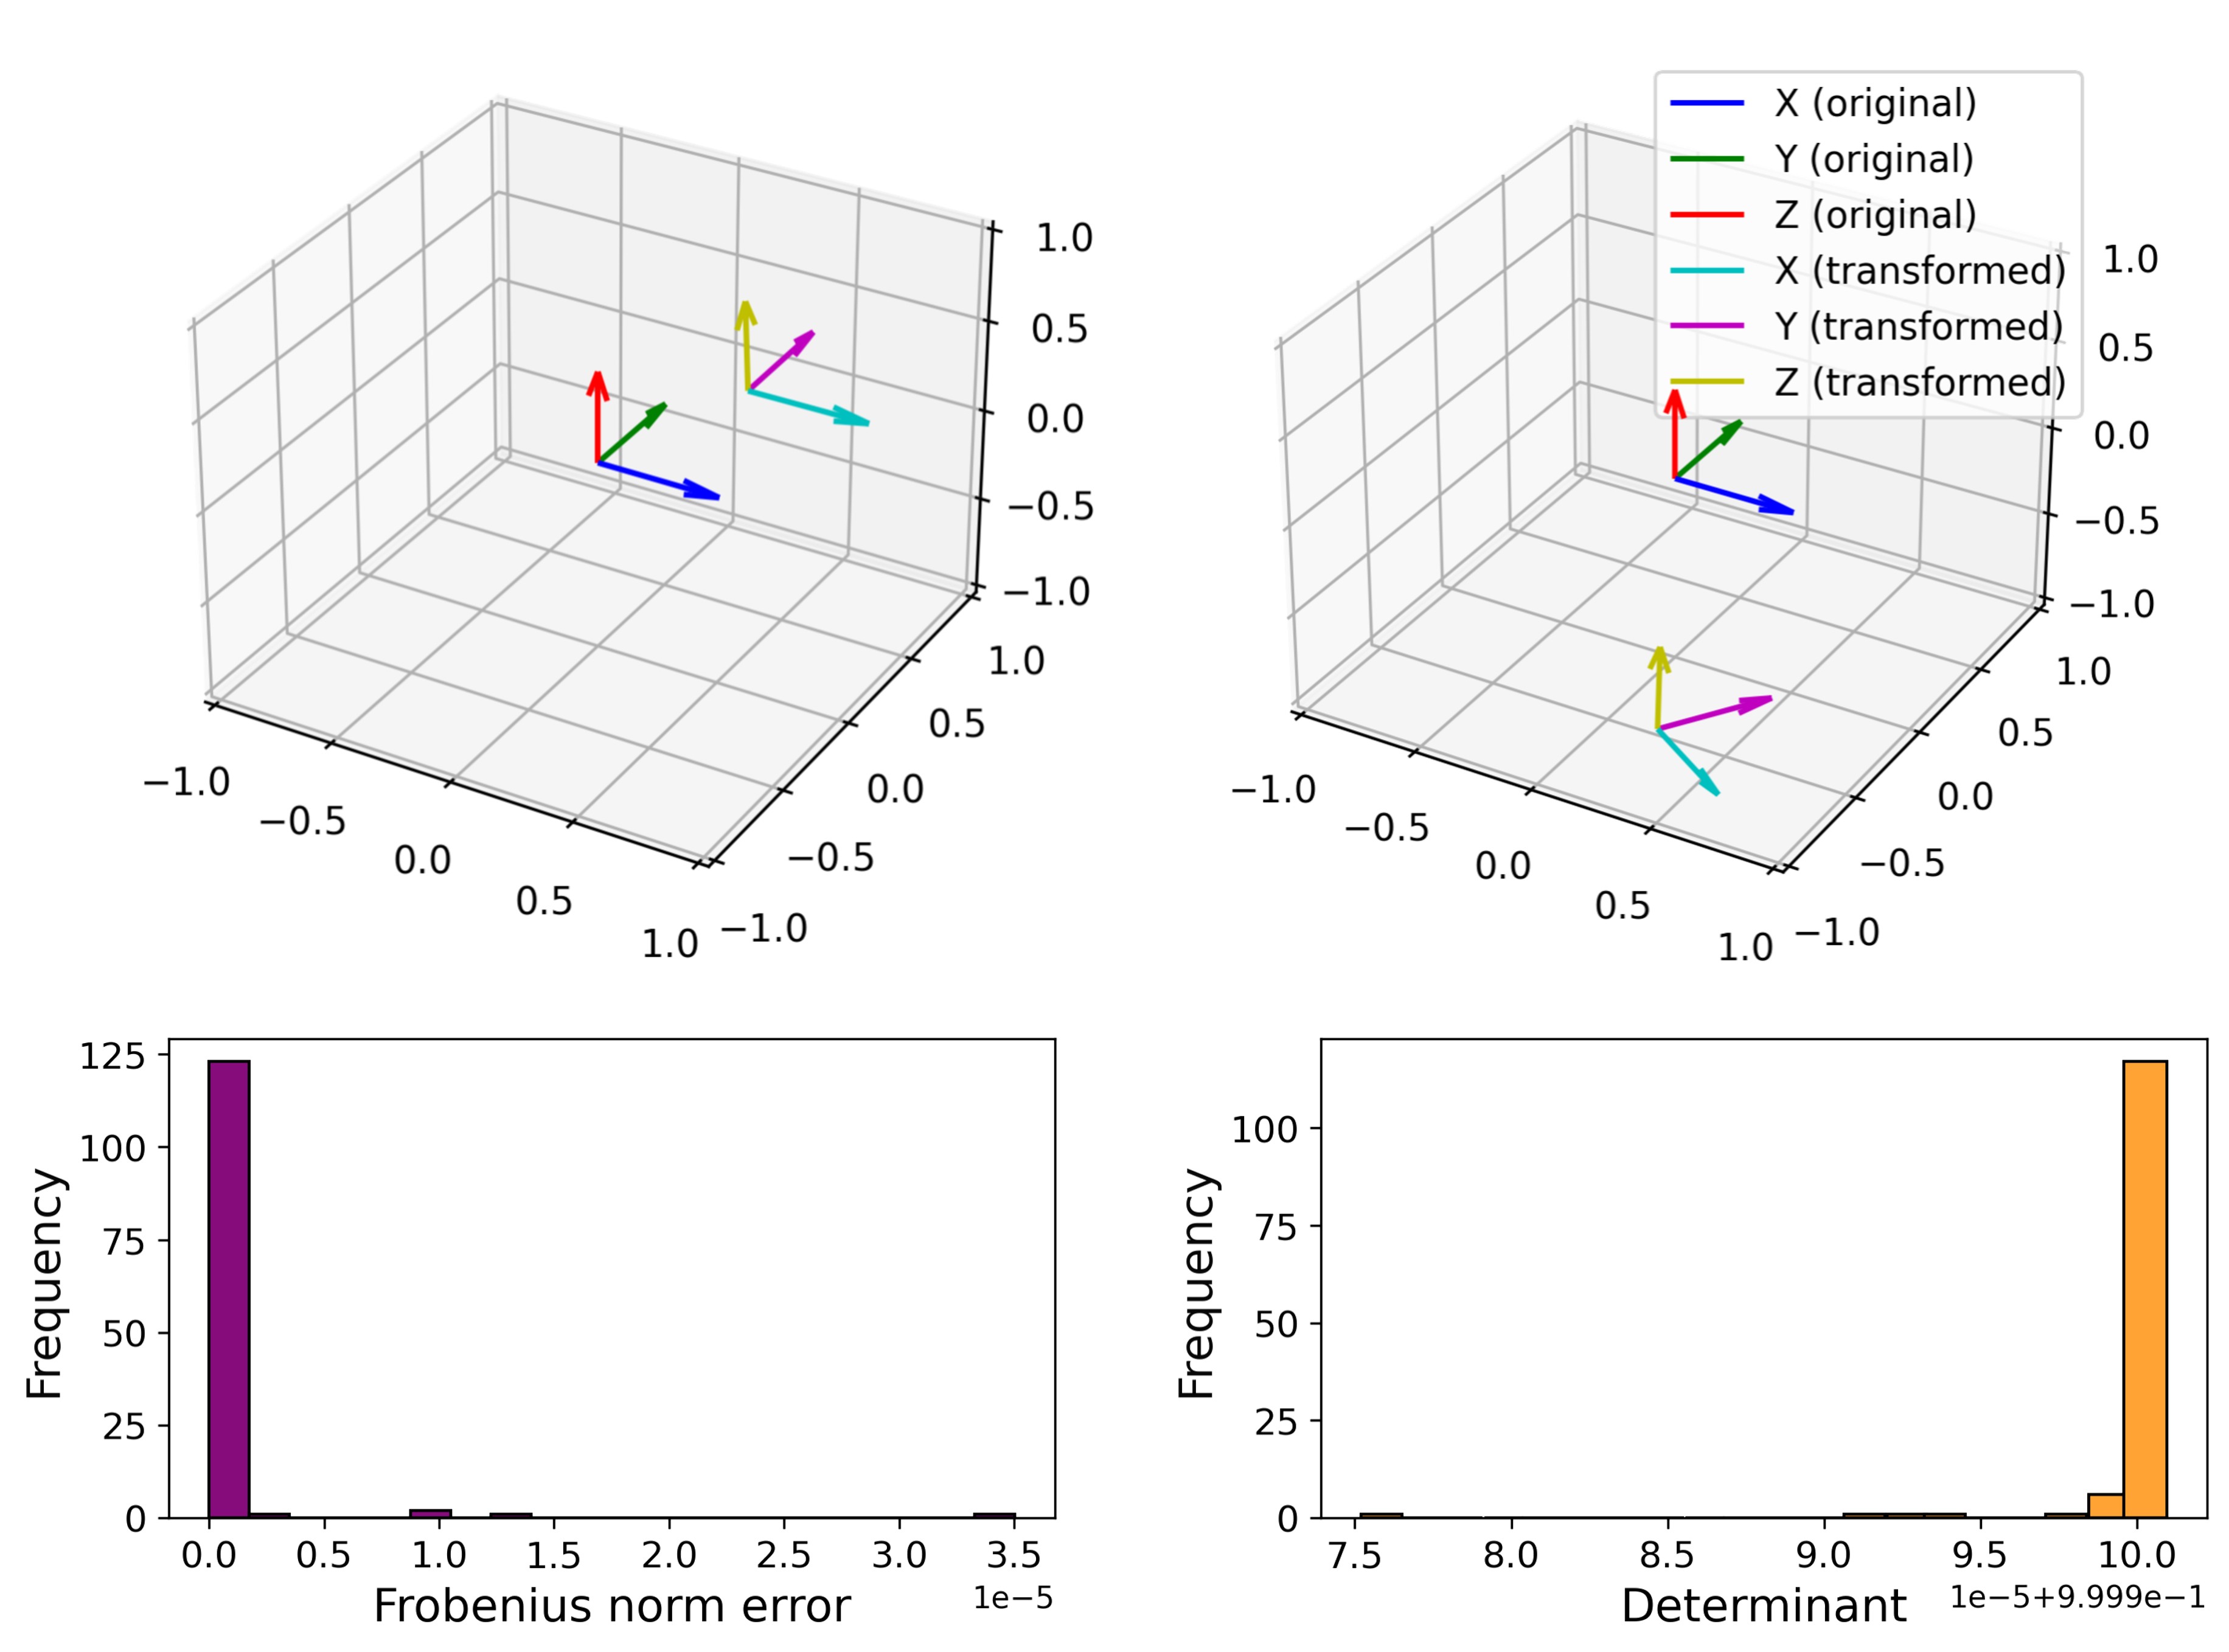 X (original)
Y (original)
Z (original)
X (transformed)
Y (transformed)
Z (transformed)
1.0
0.5
0.0
−0.5
−1.0
1.0
0.5
0.0
−0.5
−1.0
−1.0
−0.5
0.0
0.5
1.0
1.0
0.5
0.0
−0.5
−1.0
1.0
0.5
0.0
−0.5
−1.0
−1.0
−0.5
0.0
0.5
1.0
125
100
75
50
25
0
Frequency
0.0 0.5 1.0 1.5 2.0 2.5 3.0 3.5
1e−5
Frobenius norm error
100
75
50
25
0
Frequency
7.5 8.0 8.5 9.0 9.5 10.0
1e−5+9.999e−1
Determinant